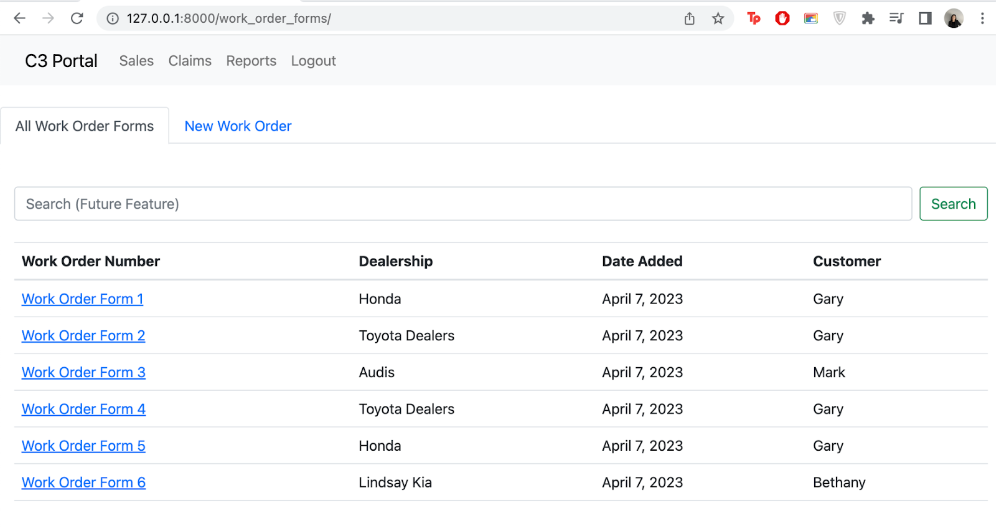 127.0.0.1:8000/work_order_forms/
C3 Portal Sales Claims Reports Logout
All Work Order Forms New Work Order
Search (Future Feature) Search
Work Order Number Dealership Date Added Customer
Work Order Form 1 Honda April 7, 2023 Gary
Work Order Form 2 Toyota Dealers April 7, 2023 Gary
Work Order Form 3 Audis April 7, 2023 Mark
Work Order Form 4 Toyota Dealers April 7, 2023 Gary
Work Order Form 5 Honda April 7, 2023 Gary
Work Order Form 6 Lindsay Kia April 7, 2023 Bethany